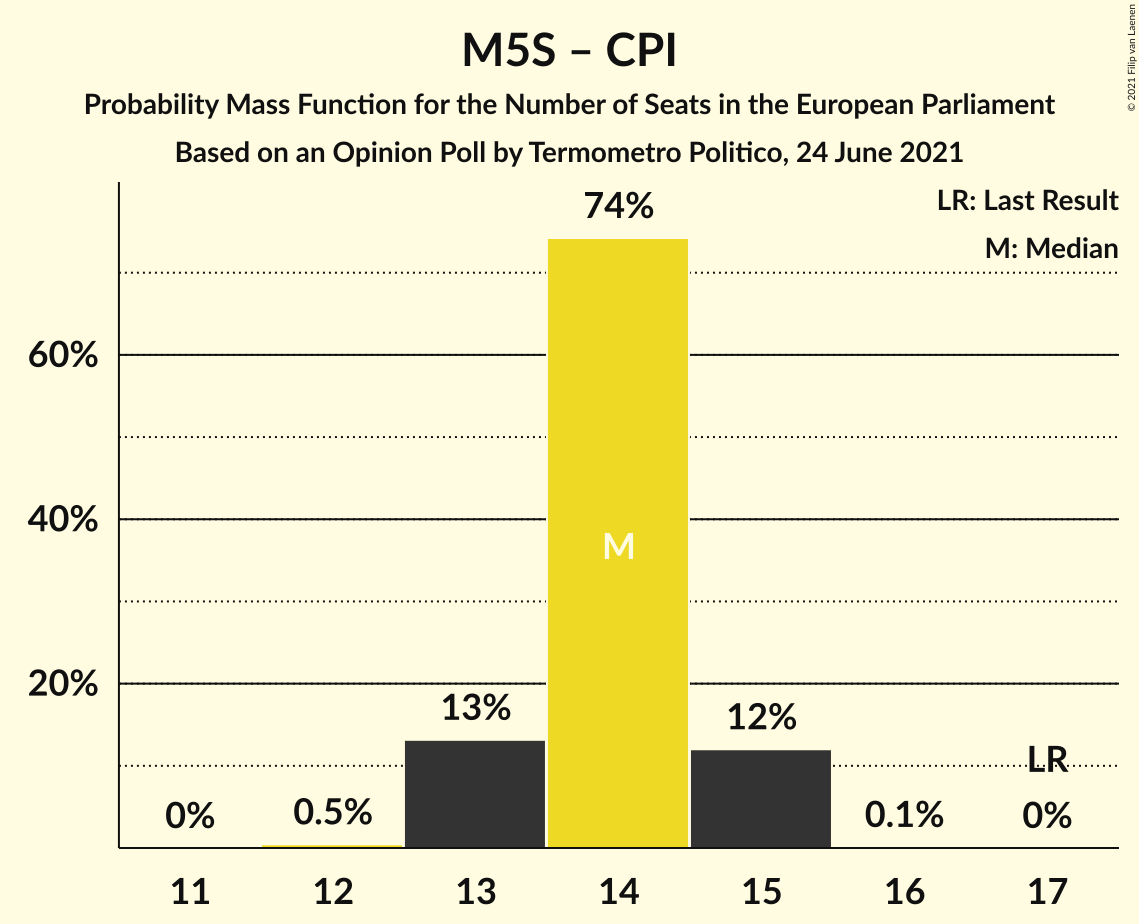 M5S – CPI
Probability Mass Function for the Number of Seats in the European Parliament
Based on an Opinion Poll by Termometro Politico, 24 June 2021
© 2021 Filip van Laenen
LR: Last Result
M: Median
60%
40%
20%
0%
0.5%
13%
74%
M
12%
0.1%
LR
0%
11 12 13 14 15 16 17